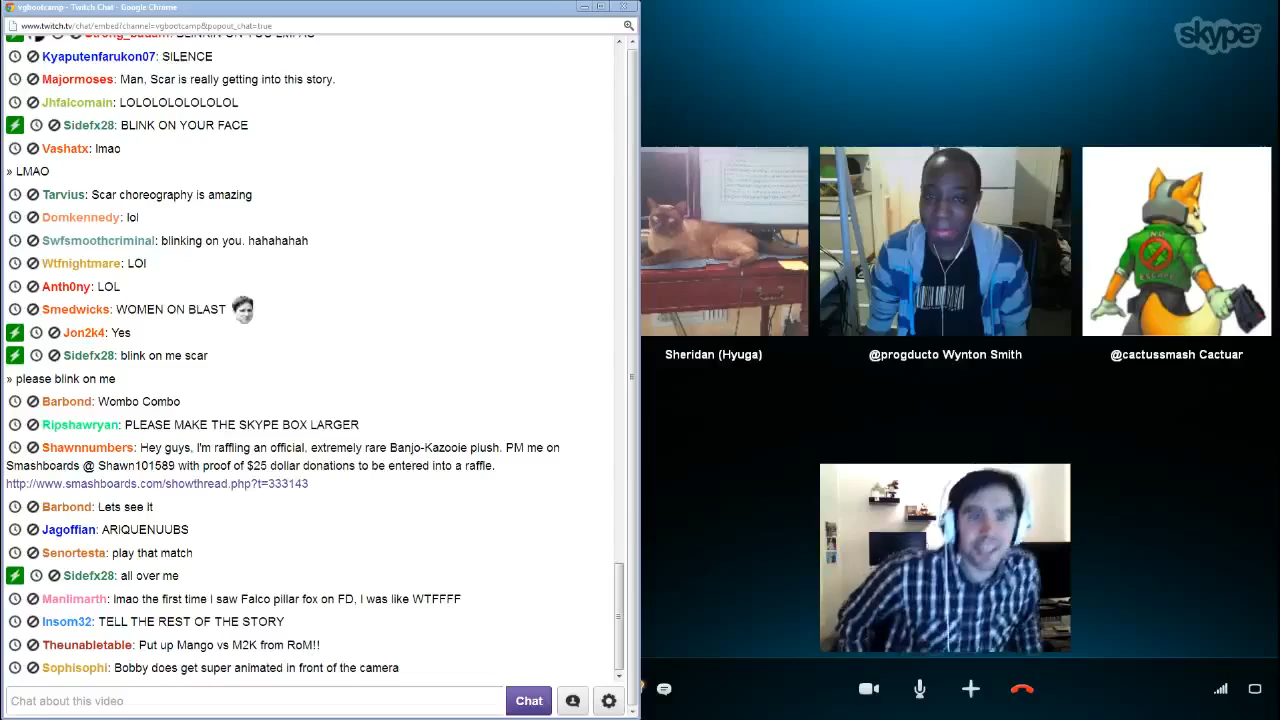 vgbootcamp - Twitch Chat - Google Chrome
www.twitch.tv/chat/embed?channel=vgbootcamp&popout_chat=true
Kyaputenfarukon07: SILENCE
Majormoses: Man, Scar is really getting into this story.
Jhfalcomain: LOLOLOLOLOLOLOL
Sidefx28: BLINK ON YOUR FACE
Vashatx: lmao
» LMAO
Tarvius: Scar choreography is amazing
Domkennedy: lol
Swfsmoothcriminal: blinking on you. hahahahah
Wtfnightmare: LOl
Anth0ny: LOL
Smedwicks: WOMEN ON BLAST
Jon2k4: Yes
Sidefx28: blink on me scar
» please blink on me
Barbond: Wombo Combo
Ripshawryan: PLEASE MAKE THE SKYPE BOX LARGER
Shawnnumbers: Hey guys, I'm raffling an official, extremely rare Banjo-Kazooie plush. PM me on
Smashboards @ Shawn101589 with proof of $25 dollar donations to be entered into a raffle.
http://www.smashboards.com/showthread.php?t=333143
Barbond: Lets see it
Jagoffian: ARIQUENUUBS
Senortesta: play that match
Sidefx28: all over me
Manlimarth: lmao the first time I saw Falco pillar fox on FD, I was like WTFFFF
Insom32: TELL THE REST OF THE STORY
Theunabletable: Put up Mango vs M2K from RoM!!
Sophisophi: Bobby does get super animated in front of the camera
Chat about this video
Chat
skype
NO
ESCAPE
Sheridan (Hyuga)
@progducto Wynton Smith
@cactussmash Cactuar